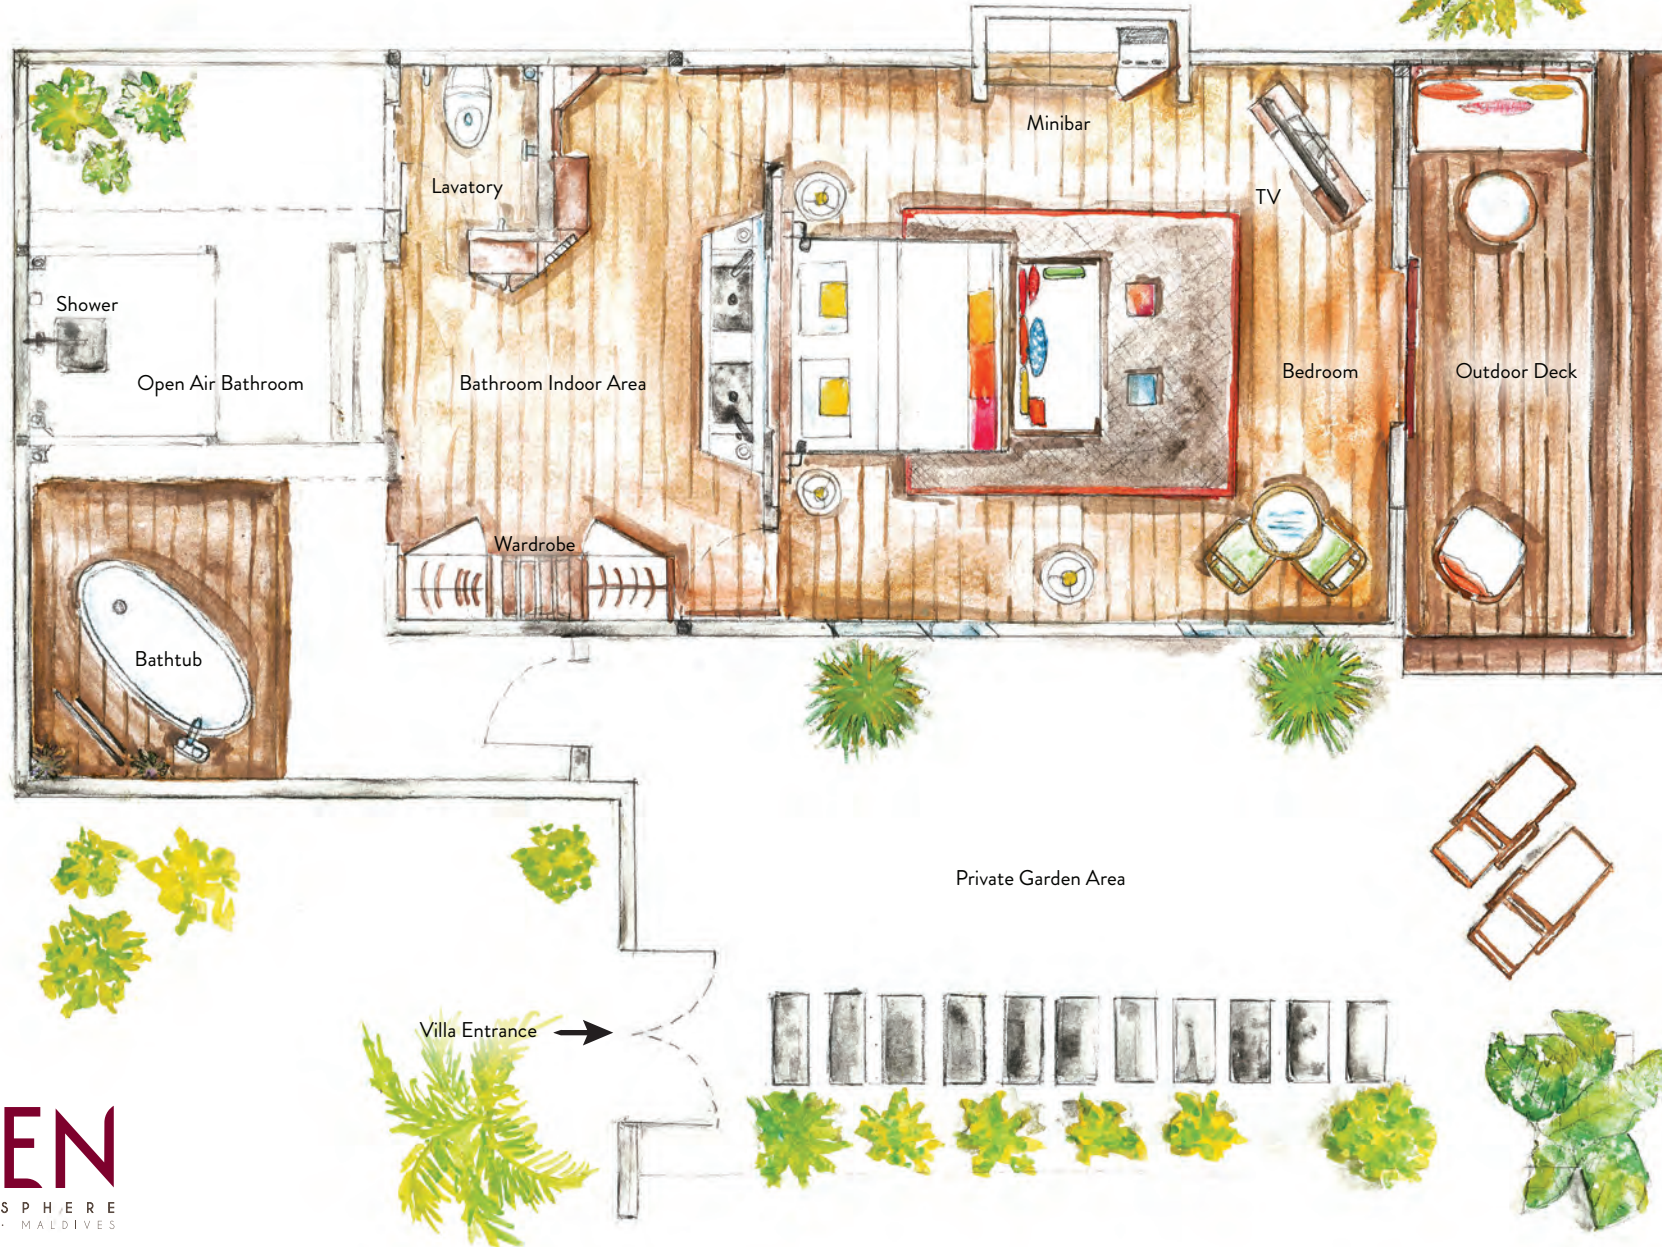 Minibar
Lavatory
TV
Shower
Open Air Bathroom
Bathroom Indoor Area
Bedroom
Outdoor Deck
Wardrobe
Bathtub
Private Garden Area
Villa Entrance
EN
SPHERE
· MALDIVES